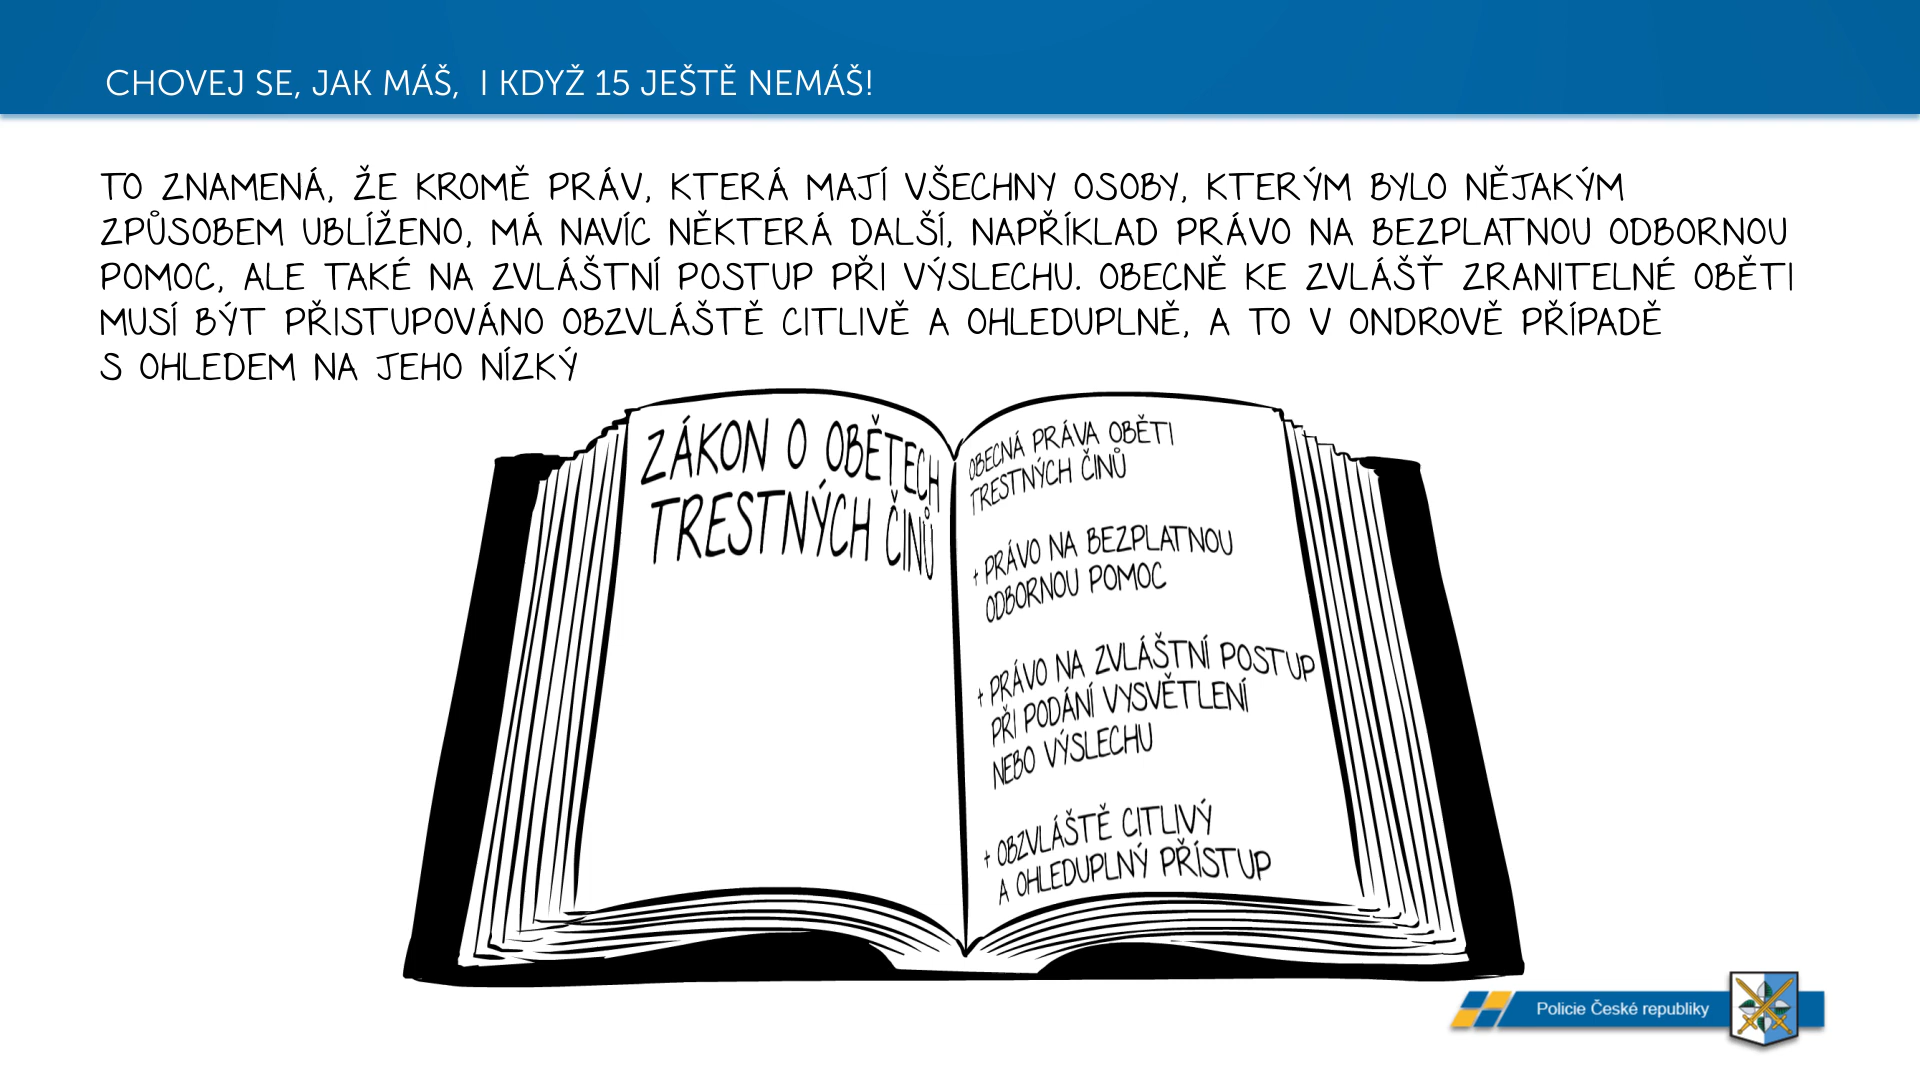 CHOVEJ SE, JAK MÁŠ, I KDYŽ 15 JEŠTĚ NEMÁŠ!
TO ZNAMENÁ, ŽE KROMĚ PRÁV, KTERÁ MAJÍ VŠECHNY OSOBY, KTERÝM BYLO NĚJAKÝM
ZPŮSOBEM UBLÍŽENO, MÁ NAVÍC NĚKTERÁ DALŠÍ, NAPŘÍKLAD PRÁVO NA BEZPLATNOU ODBORNOU
POMOC, ALE TAKÉ NA ZVLÁŠTNÍ POSTUP PŘI VÝSLECHU. OBECNĚ KE ZVLÁŠŤ ZRANITELNÉ OBĚTI
MUSÍ BÝT PŘISTUPOVÁNO OBZVLÁŠTĚ CITLIVĚ A OHLEDUPLNĚ, A TO V ONDROVĚ PŘÍPADĚ
S OHLEDEM NA JEHO NÍZKÝ
ZÁKON O OBĚTECH
TRESTNÝCH ČINŮ
OBECNÁ PRÁVA OBĚTI
TRESTNÝCH ČINŮ
+ PRÁVO NA BEZPLATNOU
ODBORNOU POMOC
+ PRÁVO NA ZVLÁŠTNÍ POSTUP
PŘI PODÁNÍ VYSVĚTLENÍ
NEBO VÝSLECHU
+ OBZVLÁŠTĚ CITLIVÝ
A OHLEDUPLNÝ PŘÍSTUP
Policie České republiky